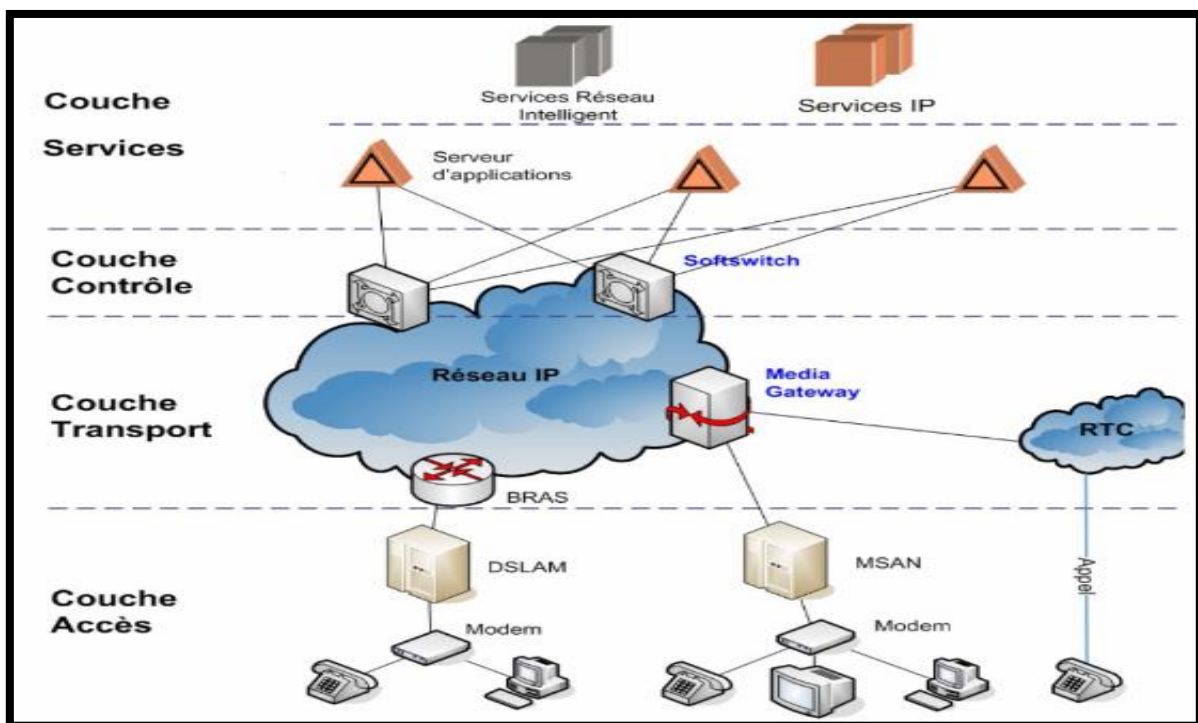 Couche
Services
Services Réseau
Intelligent
Services IP
Serveur
d'applications
Couche
Contrôle
Softswitch
Couche
Transport
Réseau IP
Media
Gateway
RTC
BRAS
Couche
Accès
DSLAM
MSAN
Appel
Modem
Modem